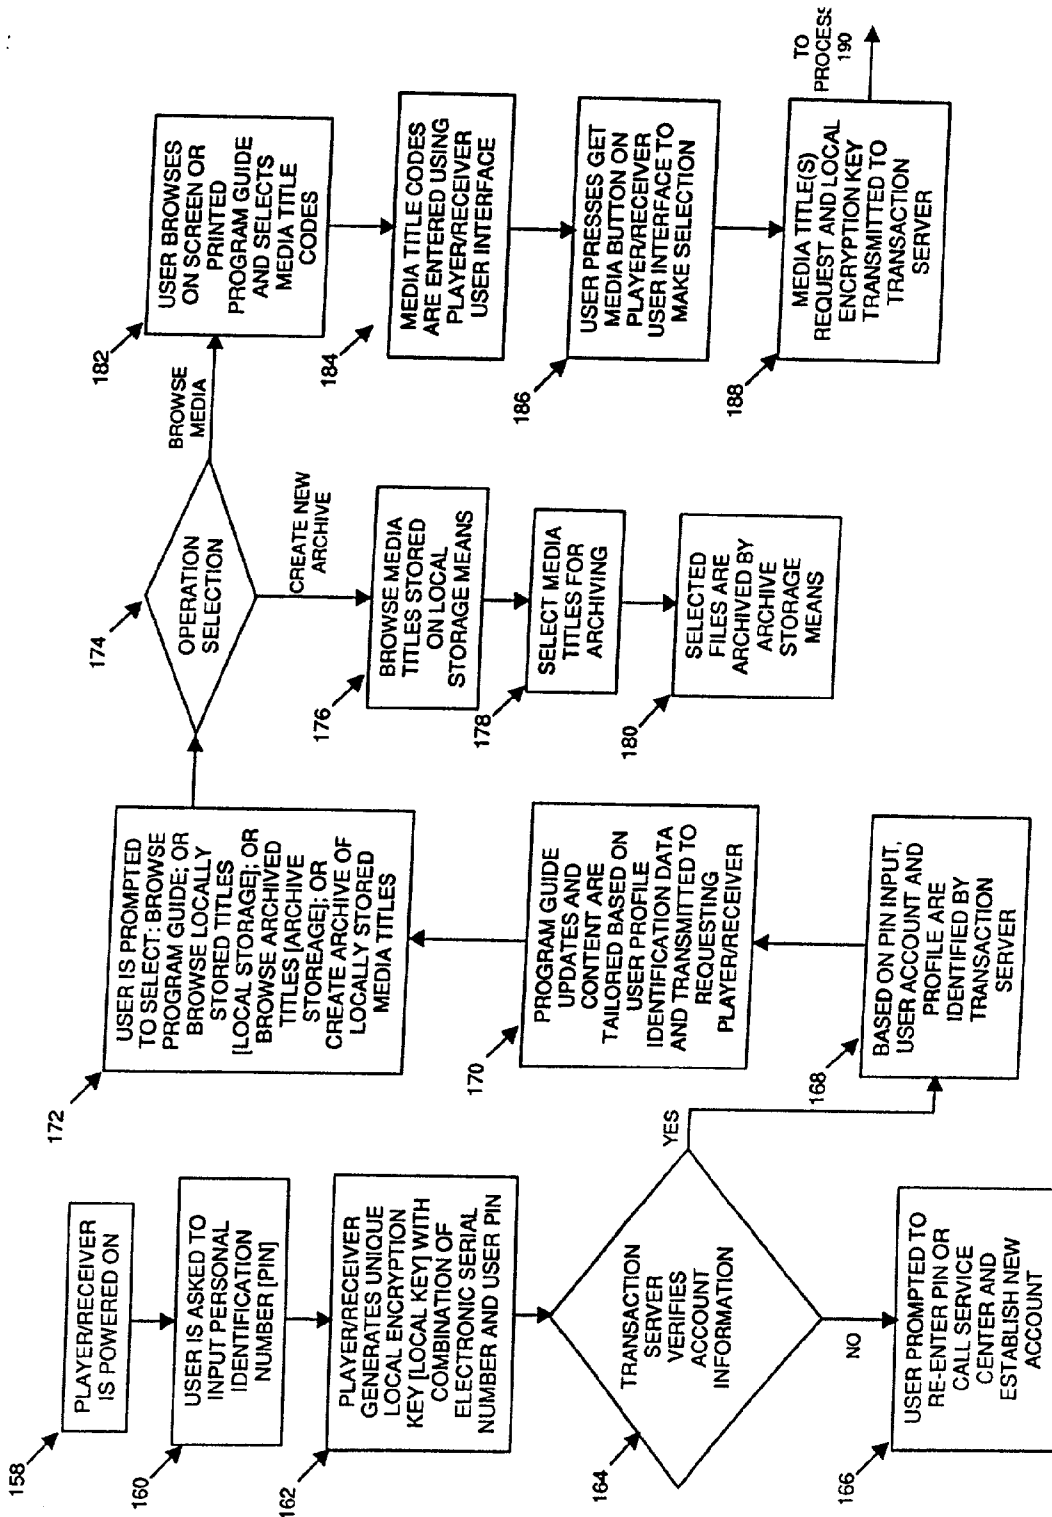 158
PLAYER/RECEIVER
IS POWERED ON
160
USER IS ASKED TO
INPUT PERSONAL
IDENTIFICATION
NUMBER [PIN]
162
PLAYER/RECEIVER
GENERATES UNIQUE
LOCAL ENCRYPTION
KEY [LOCAL KEY] WITH
COMBINATION OF
ELECTRONIC SERIAL
NUMBER AND USER PIN
164
TRANSACTION
SERVER
VERIFIES
ACCOUNT
INFORMATION
YES
NO
166
USER PROMPTED TO
RE-ENTER PIN OR
CALL SERVICE
CENTER AND
ESTABLISH NEW
ACCOUNT
168
BASED ON PIN INPUT,
USER ACCOUNT AND
PROFILE ARE
IDENTIFIED BY
TRANSACTION
SERVER
170
PROGRAM GUIDE
UPDATES AND
CONTENT ARE
TAILORED BASED ON
USER PROFILE
IDENTIFICATION DATA
AND TRANSMITTED TO
REQUESTING
PLAYER/RECEIVER
172
USER IS PROMPTED
TO SELECT: BROWSE
PROGRAM GUIDE; OR
BROWSE LOCALLY
STORED TITLES
[LOCAL STORAGE]; OR
BROWSE ARCHIVED
TITLES [ARCHIVE
STOREAGE]; OR
CREATE ARCHIVE OF
LOCALLY STORED
MEDIA TITLES
174
OPERATION
SELECTION
BROWSE
MEDIA
CREATE NEW
ARCHIVE
176
BROWSE MEDIA
TITLES STORED
ON LOCAL
STORAGE MEANS
178
SELECT MEDIA
TITLES FOR
ARCHIVING
180
SELECTED
FILES ARE
ARCHIVED BY
ARCHIVE
STORAGE
MEANS
182
USER BROWSES
ON SCREEN OR
PRINTED
PROGRAM GUIDE
AND SELECTS
MEDIA TITLE
CODES
184
MEDIA TITLE CODES
ARE ENTERED USING
PLAYER/RECEIVER
USER INTERFACE
186
USER PRESSES GET
MEDIA BUTTON ON
PLAYER/RECEIVER
USER INTERFACE TO
MAKE SELECTION
188
MEDIA TITLE(S)
REQUEST AND LOCAL
ENCRYPTION KEY
TRANSMITTED TO
TRANSACTION
SERVER
TO
PROCESS
190